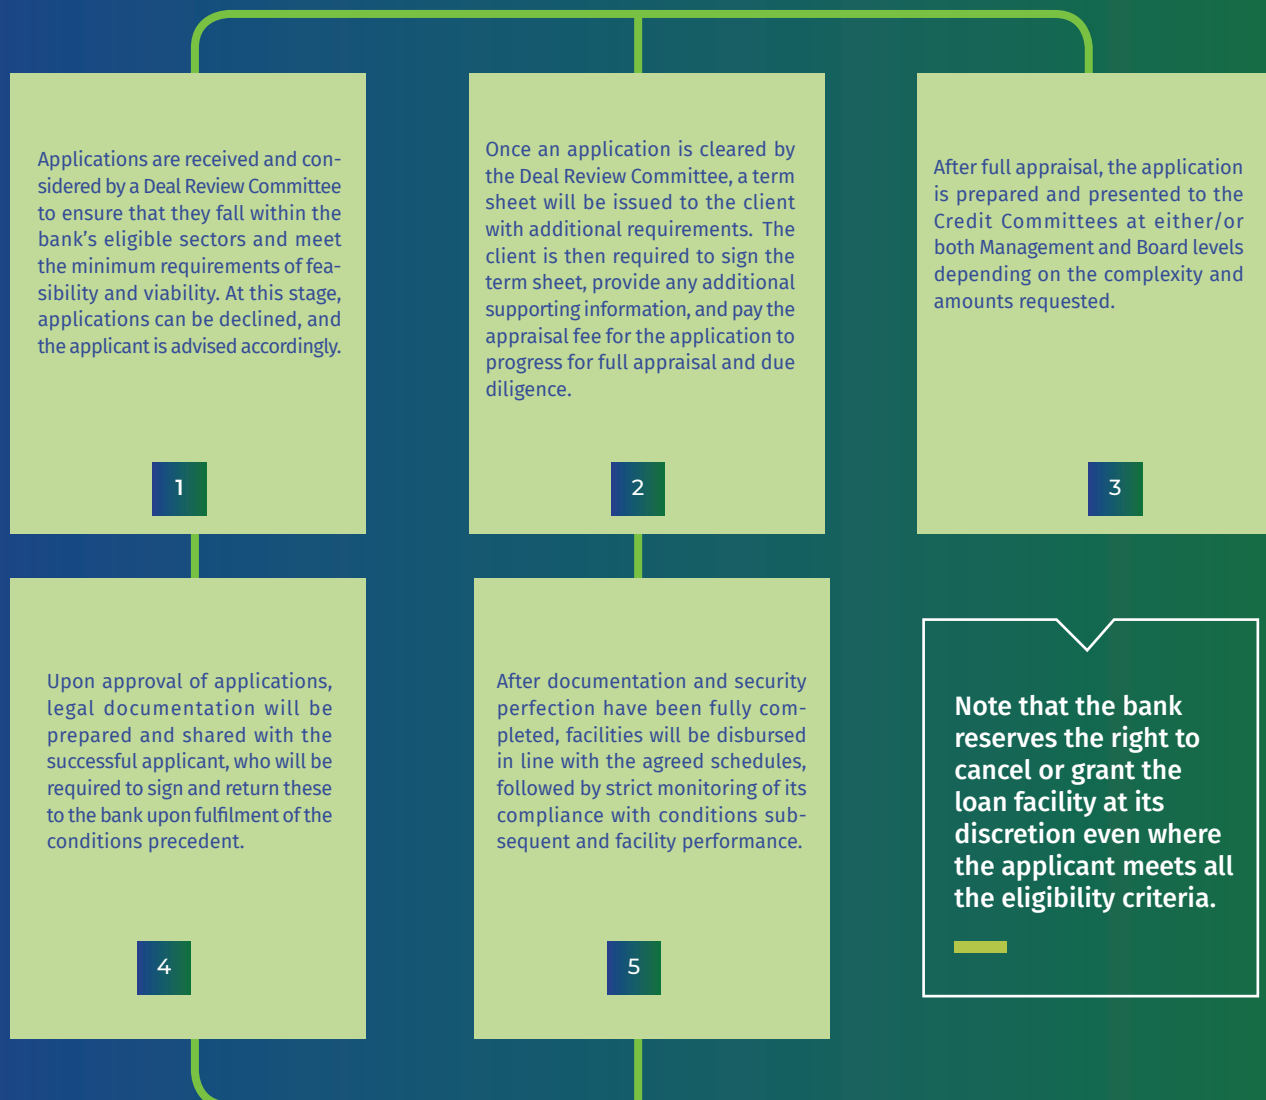 Applications are received and con-
sidered by a Deal Review Committee
to ensure that they fall within the
bank's eligible sectors and meet
the minimum requirements of fea-
sibility and viability. At this stage,
applications can be declined, and
the applicant is advised accordingly.
1
Once an application is cleared by
the Deal Review Committee, a term
sheet will be issued to the client
with additional requirements. The
client is then required to sign the
term sheet, provide any additional
supporting information, and pay the
appraisal fee for the application to
progress for full appraisal and due
diligence.
2
After full appraisal, the application
is prepared and presented to the
Credit Committees at either/or
both Management and Board levels
depending on the complexity and
amounts requested.
3
Upon approval of applications,
legal documentation will be
prepared and shared with the
successful applicant, who will be
required to sign and return these
to the bank upon fulfilment of the
conditions precedent.
4
After documentation and security
perfection have been fully com-
pleted, facilities will be disbursed
in line with the agreed schedules,
followed by strict monitoring of its
compliance with conditions sub-
sequent and facility performance.
5
Note that the bank
reserves the right to
cancel or grant the
loan facility at its
discretion even where
the applicant meets all
the eligibility criteria.